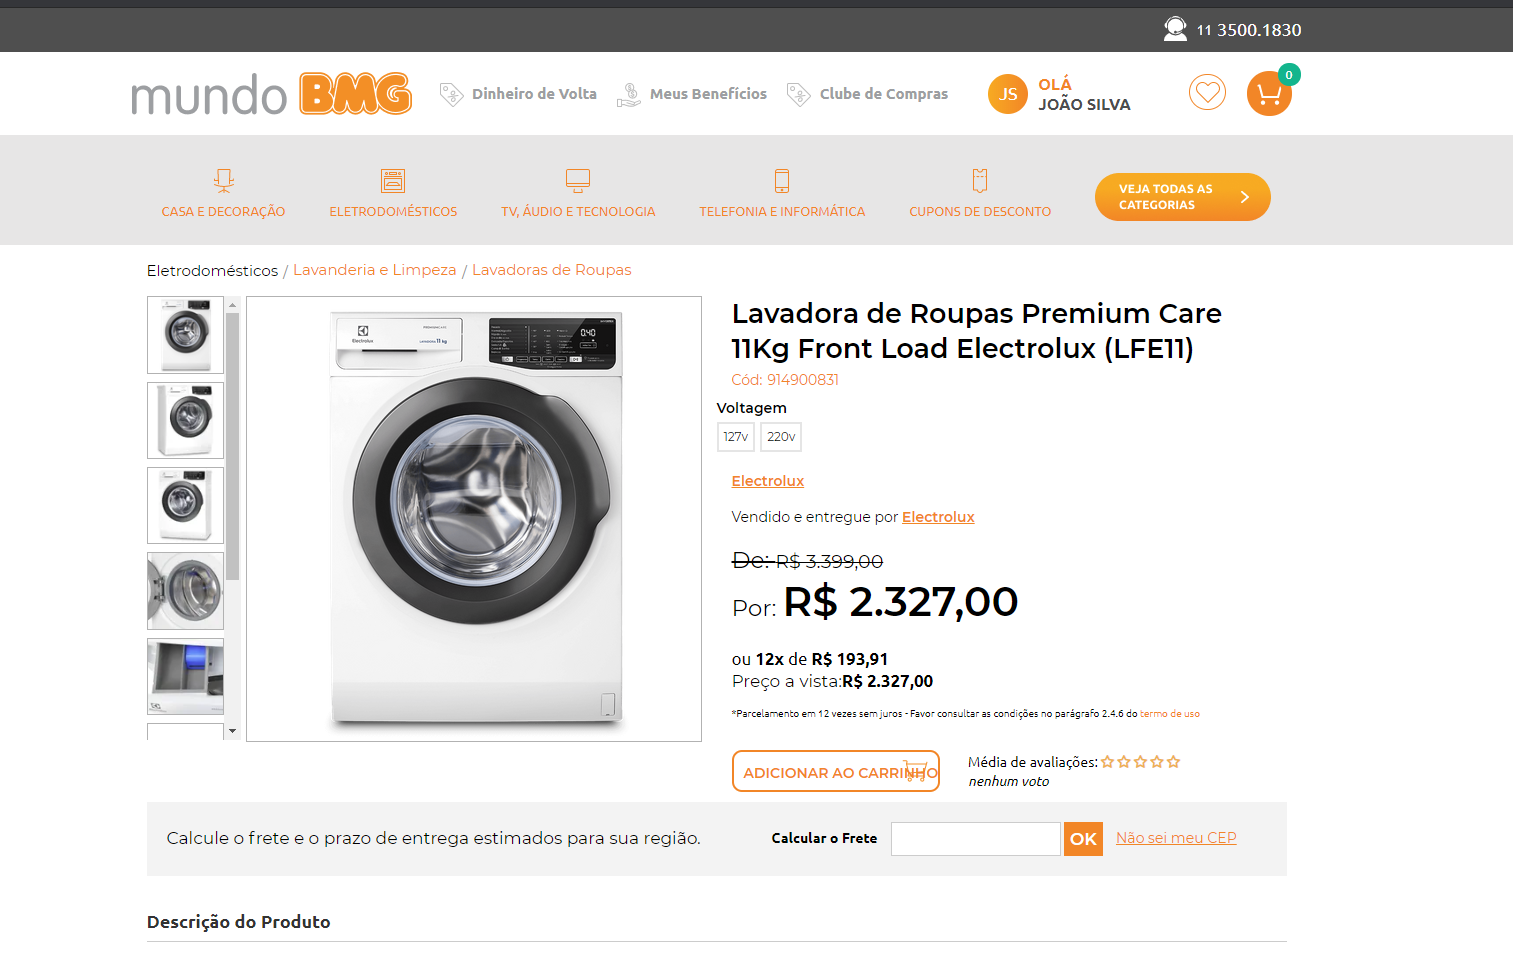 11 3500.1830
mundo BMG
Dinheiro de Volta
Meus Benefícios
Clube de Compras
JS
OLÁ
JOÃO SILVA
0
CASA E DECORAÇÃO
ELETRODOMÉSTICOS
TV, ÁUDIO E TECNOLOGIA
TELEFONIA E INFORMÁTICA
CUPONS DE DESCONTO
VEJA TODAS AS
CATEGORIAS
Eletrodomésticos / Lavanderia e Limpeza / Lavadoras de Roupas
Electrolux
11 kg
0:40
Lavadora de Roupas Premium Care
11Kg Front Load Electrolux (LFE11)
Cód: 914900831
Voltagem
127v
220v
Electrolux
Vendido e entregue por Electrolux
De: R$ 3.399,00
Por: R$ 2.327,00
ou 12x de R$ 193,91
Preço a vista:R$ 2.327,00
*Parcelamento em 12 vezes sem juros - Favor consultar as condições no parágrafo 2.4.6 do termo de uso
ADICIONAR AO CARRINHO
Média de avaliações:
nenhum voto
Calcule o frete e o prazo de entrega estimados para sua região.
Calcular o Frete
OK
Não sei meu CEP
Descrição do Produto